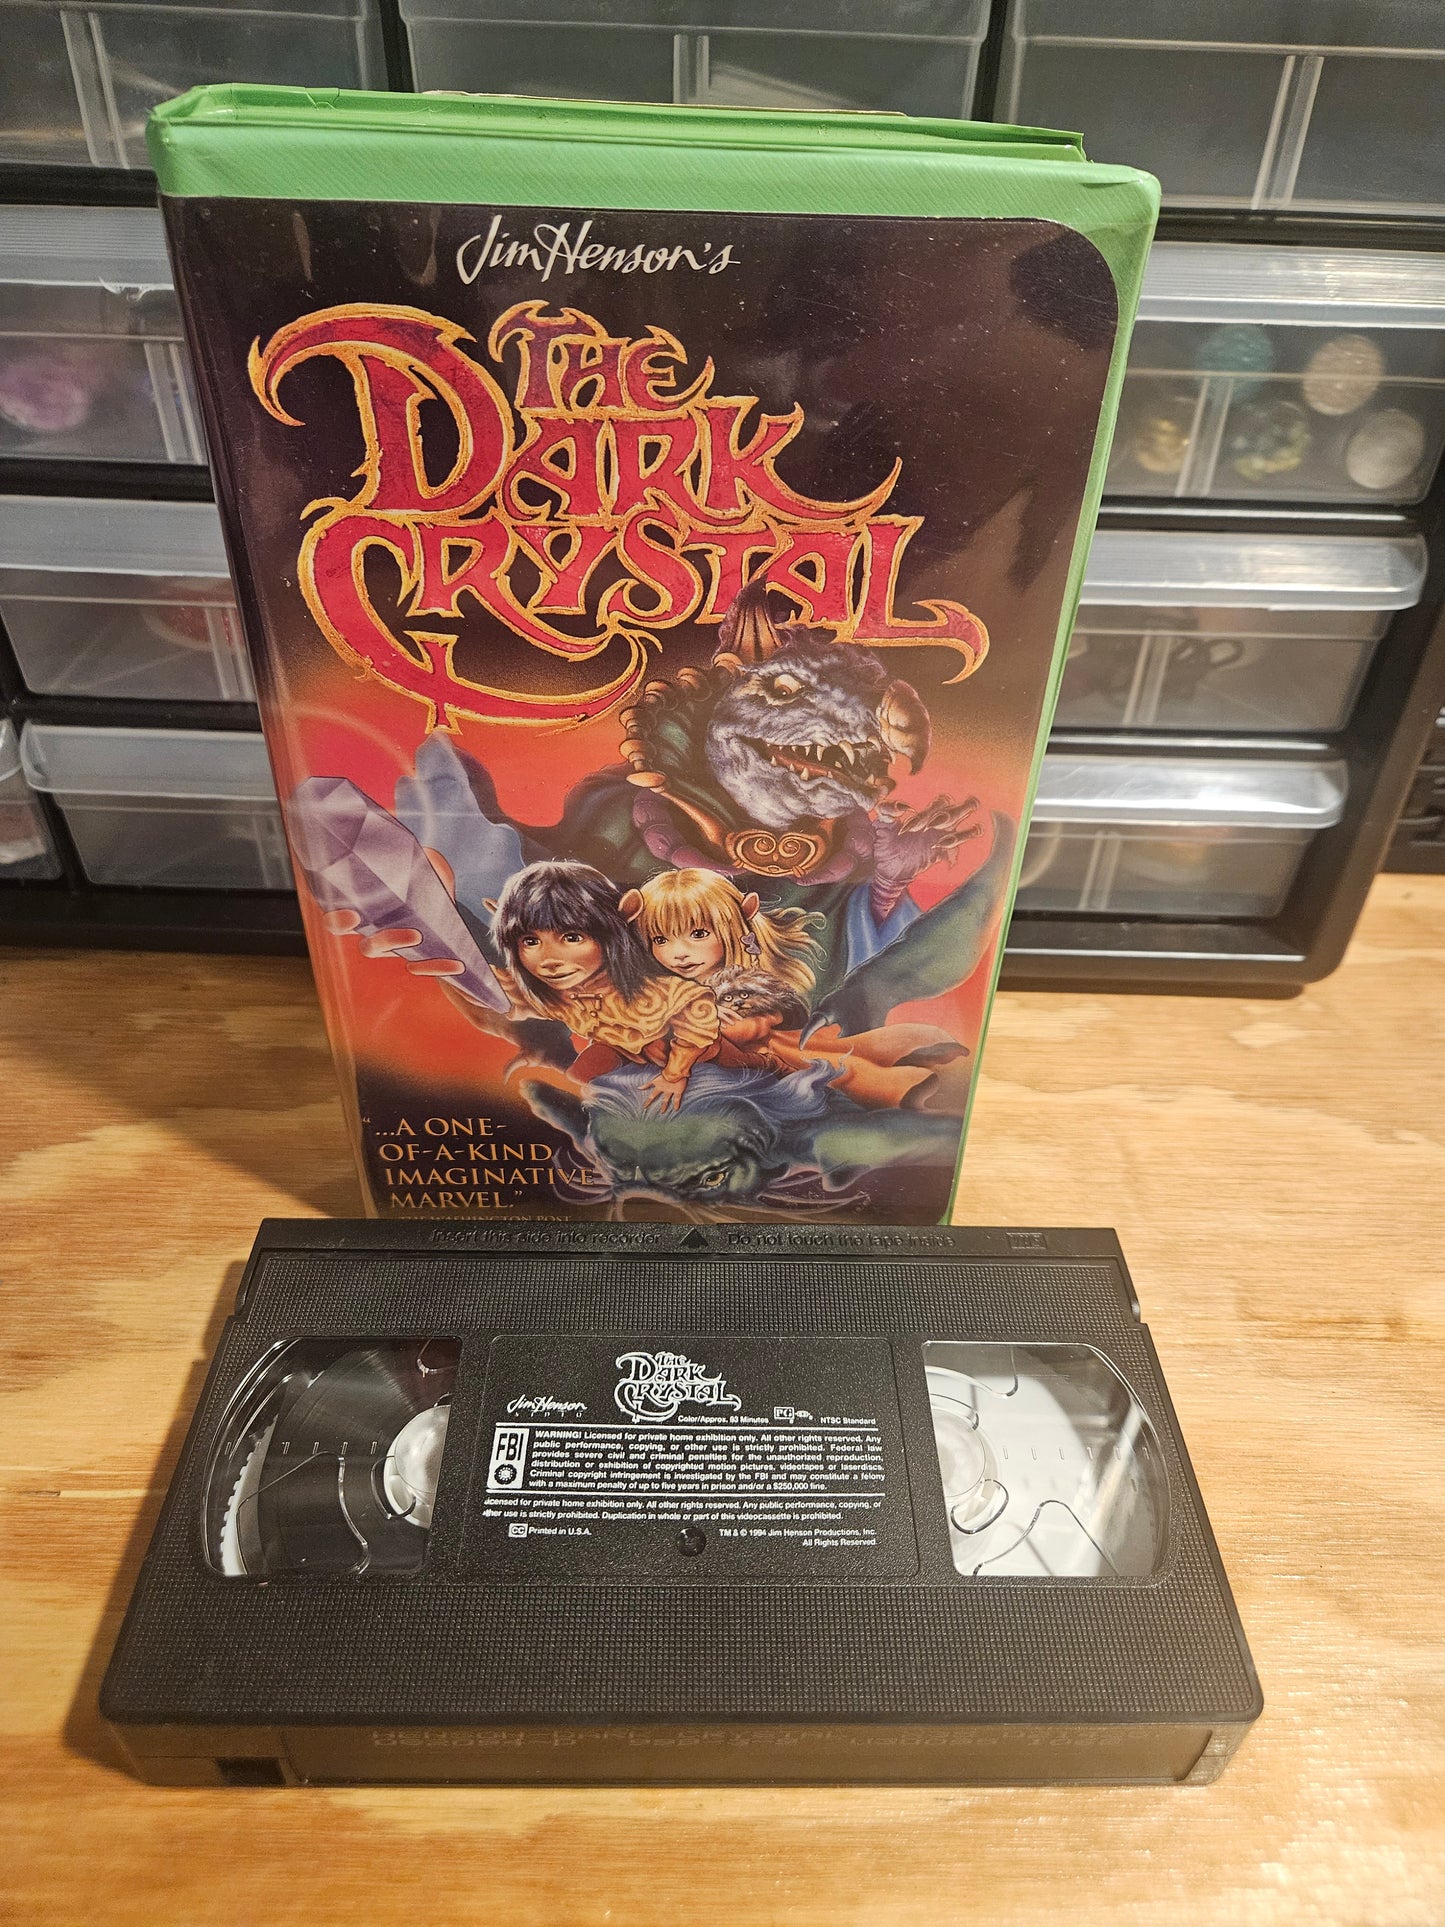 Jim Henson's
THE
DARK
CRYSTAL
"...A ONE-
OF-A-KIND
IMAGINATIVE
MARVEL."
THE WASHINGTON POST
Insert this side into recorder ▲ Do not touch the tape inside VHS
THE
DARK
CRYSTAL
Jim Henson
VIDEO
Color/Approx. 93 Minutes PG NTSC Standard
FBI
WARNING! Licensed for private home exhibition only. All other rights reserved. Any
public performance, copying, or other use is strictly prohibited. Federal law
provides severe civil and criminal penalties for the unauthorized reproduction,
distribution or exhibition of copyrighted motion pictures, videotapes or laserdiscs.
Criminal copyright infringement is investigated by the FBI and may constitute a felony
with a maximum penalty of up to five years in prison and/or a $250,000 fine.
Licensed for private home exhibition only. All other rights reserved. Any public performance, copying, or
other use is strictly prohibited. Duplication in whole or part of this videocassette is prohibited.
CC Printed in U.S.A.
TM & © 1994 Jim Henson Productions, Inc.
All Rights Reserved.